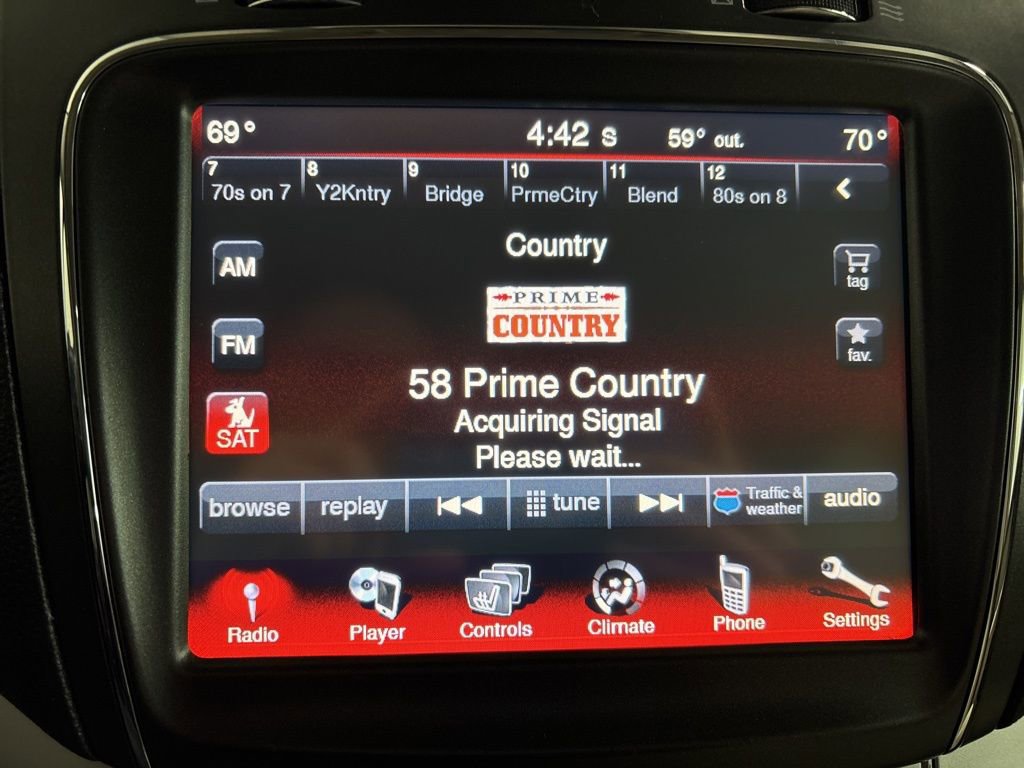 69° 4:42 S 59° out. 70°
7 8 9 10 11 12
70s on 7 Y2Kntry Bridge PrmeCtry Blend 80s on 8
Country
AM
tag
PRIME
COUNTRY
FM
fav.
58 Prime Country
SAT
Acquiring Signal
Please wait...
browse replay tune Traffic & weather audio
Radio Player Controls Climate Phone Settings